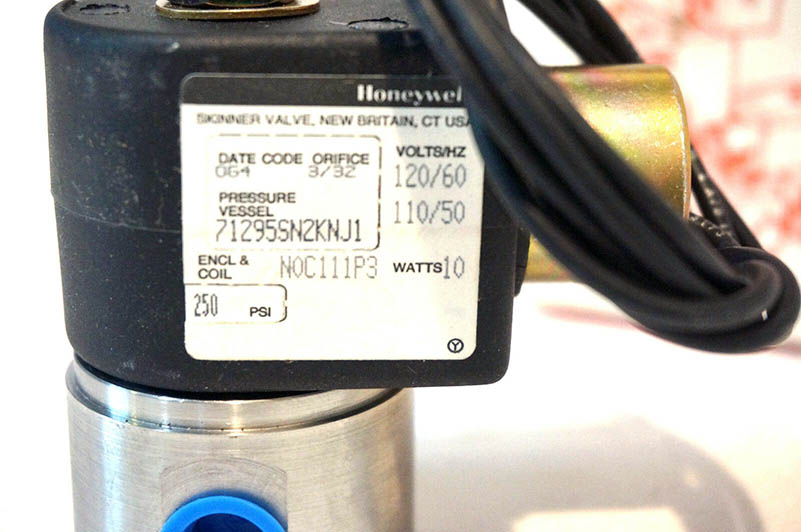 Honeywel
SKINNER VALVE, NEW BRITAIN, CT USA
DATE CODE ORIFICE
064 3/32
VOLTS/HZ
120/60
110/50
PRESSURE
VESSEL
71295SN2KNJ1
ENCL &
COIL N0C111P3 WATTS 10
250 PSI
Y